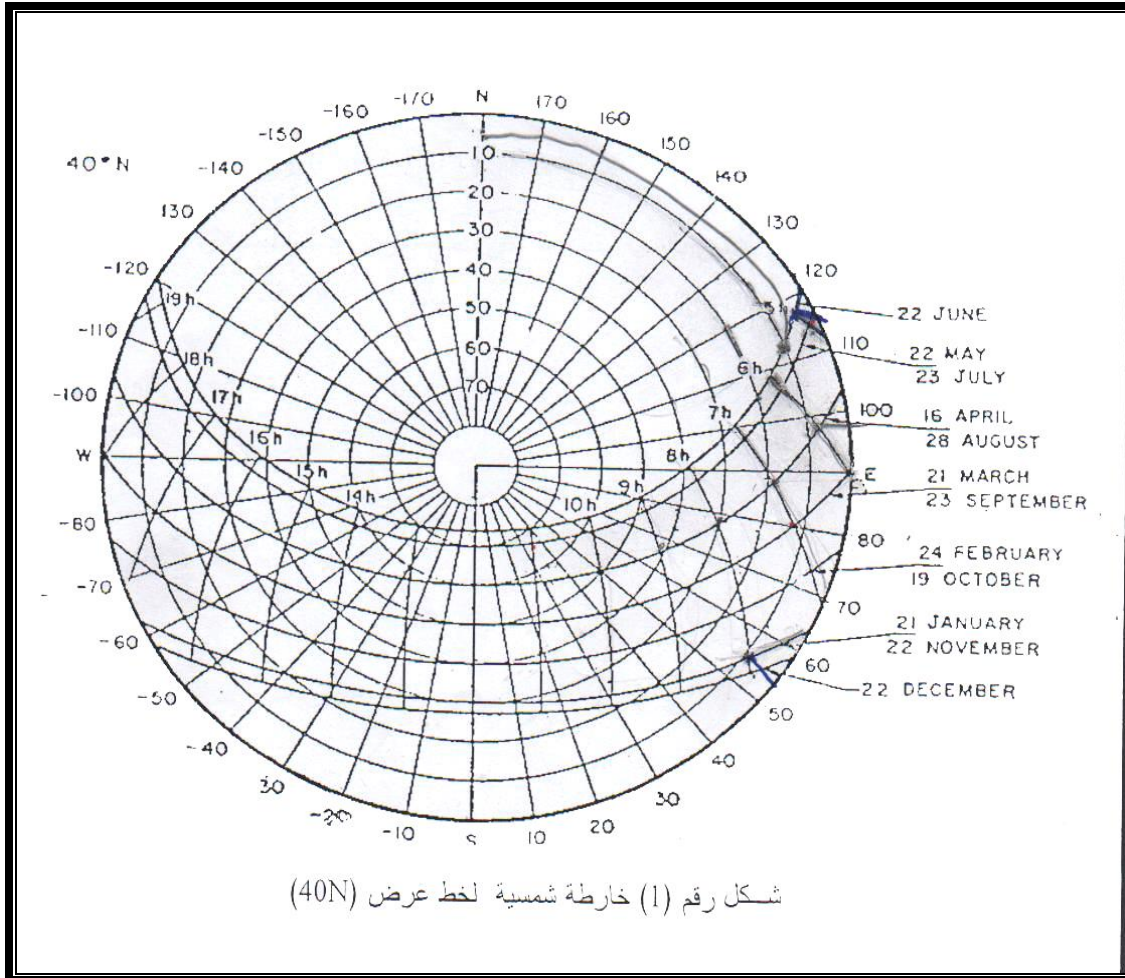 N
-170
170
-160
160
-150
150
40°N
-140
140
130
130
-120
120
-110
110
-100
100
W
E
-80
80
-70
70
-60
60
-50
50
-40
40
30
30
-20
20
-10
10
S
10
20
30
40
50
60
70
19h
18h
17h
16h
15h
14h
6h
7h
8h
9h
10h
22 JUNE
22 MAY
23 JULY
16 APRIL
28 AUGUST
21 MARCH
23 SEPTEMBER
24 FEBRUARY
19 OCTOBER
21 JANUARY
22 NOVEMBER
22 DECEMBER
شكل رقم (1) خارطة شمسية لخط عرض (40N)